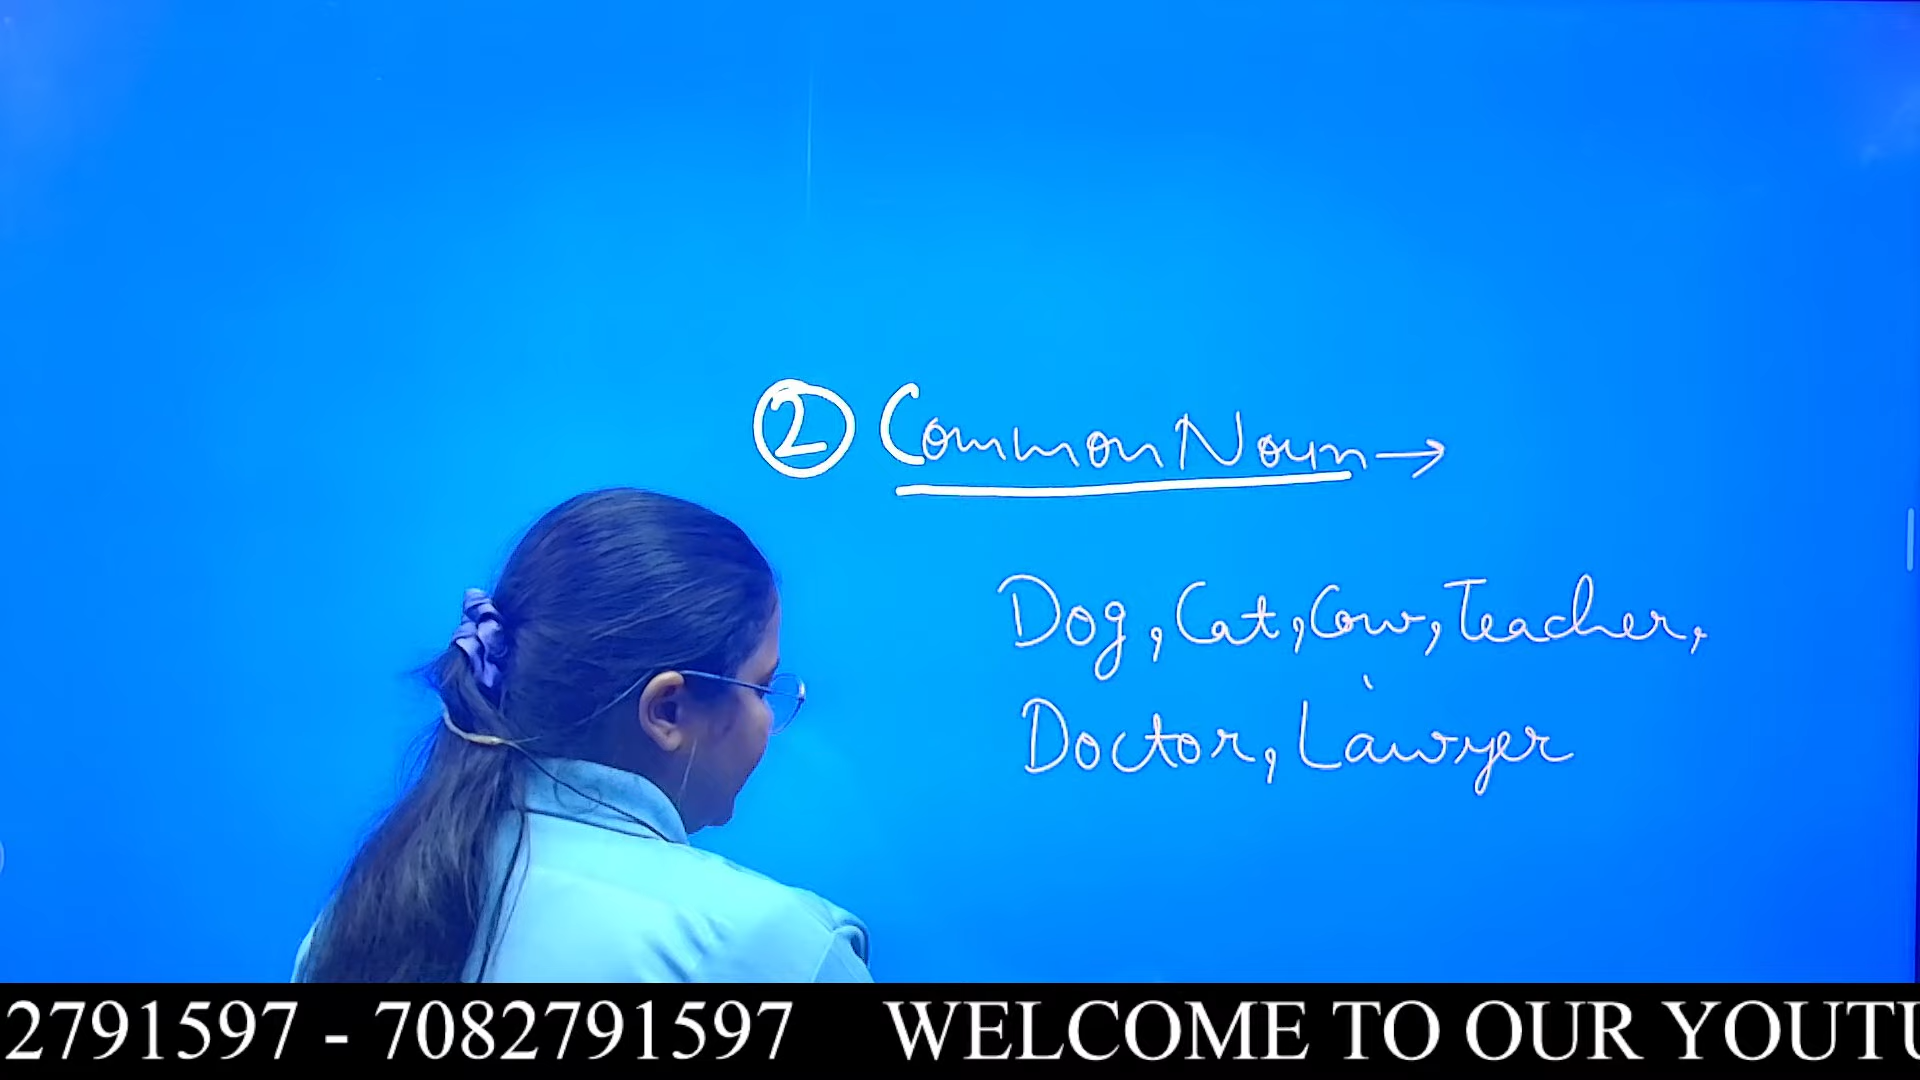 ② Common Noun →
Dog, Cat, Cow, Teacher,
Doctor, Lawyer
2791597 - 7082791597 WELCOME TO OUR YOUTU